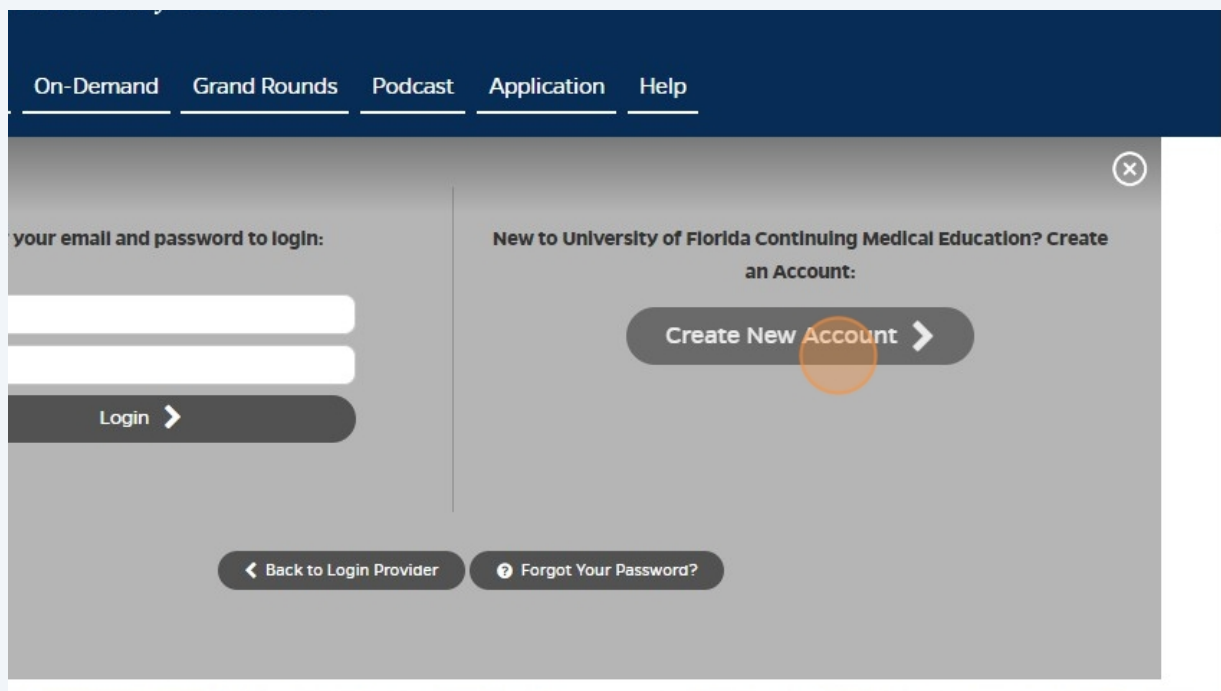 On-Demand Grand Rounds Podcast Application Help
your email and password to login:
New to University of Florida Continuing Medical Education? Create
an Account:
Create New Account
Login
Back to Login Provider
Forgot Your Password?